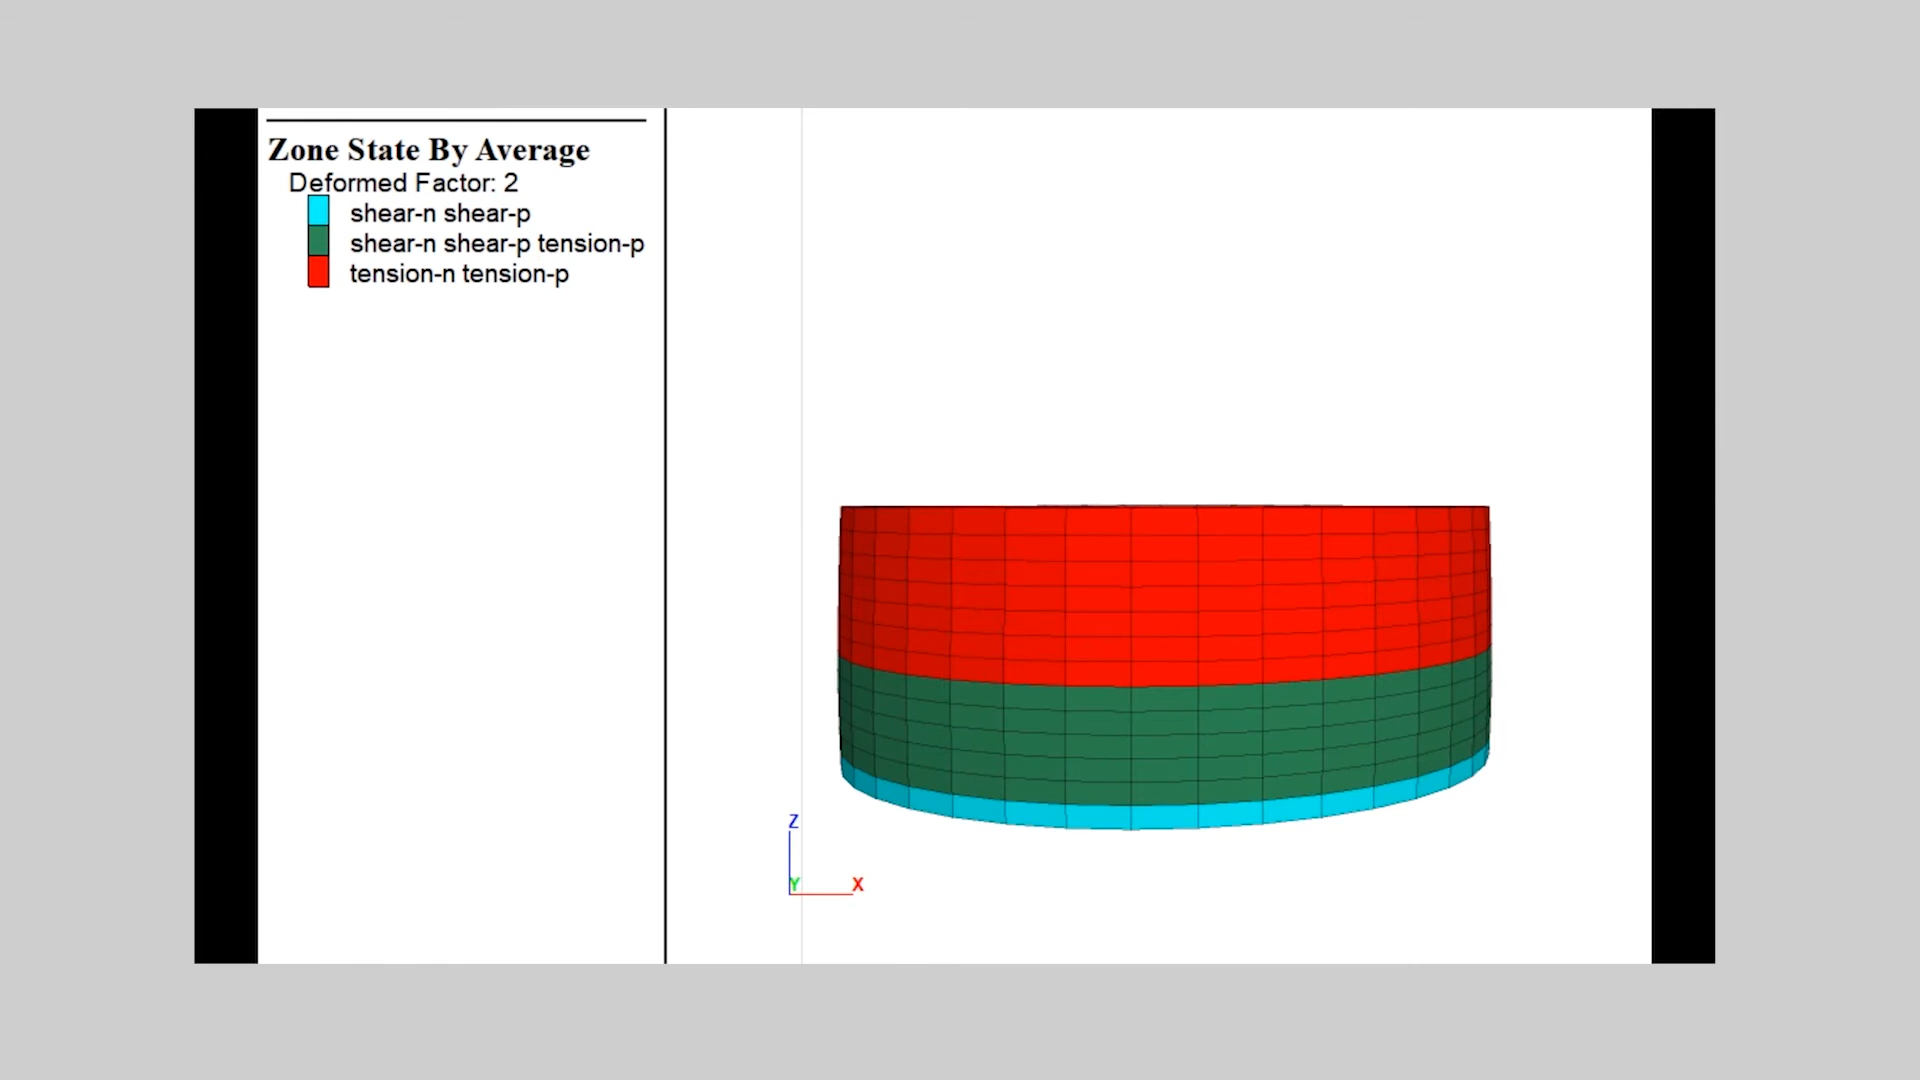 Zone State By Average
Deformed Factor: 2
shear-n shear-p
shear-n shear-p tension-p
tension-n tension-p
Z
Y X